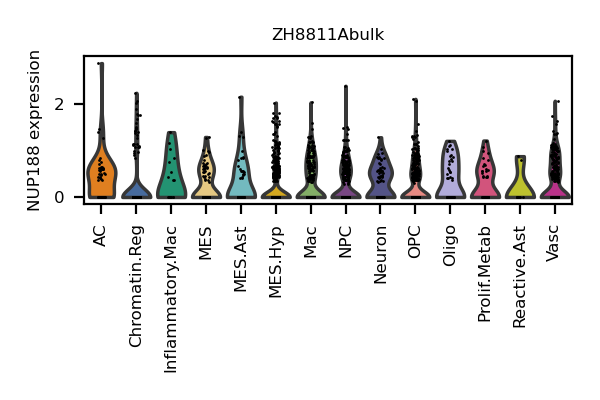 ZH8811Abulk
NUP188 expression
2
0
AC
Chromatin.Reg
Inflammatory.Mac
MES
MES.Ast
MES.Hyp
Mac
NPC
Neuron
OPC
Oligo
Prolif.Metab
Reactive.Ast
Vasc